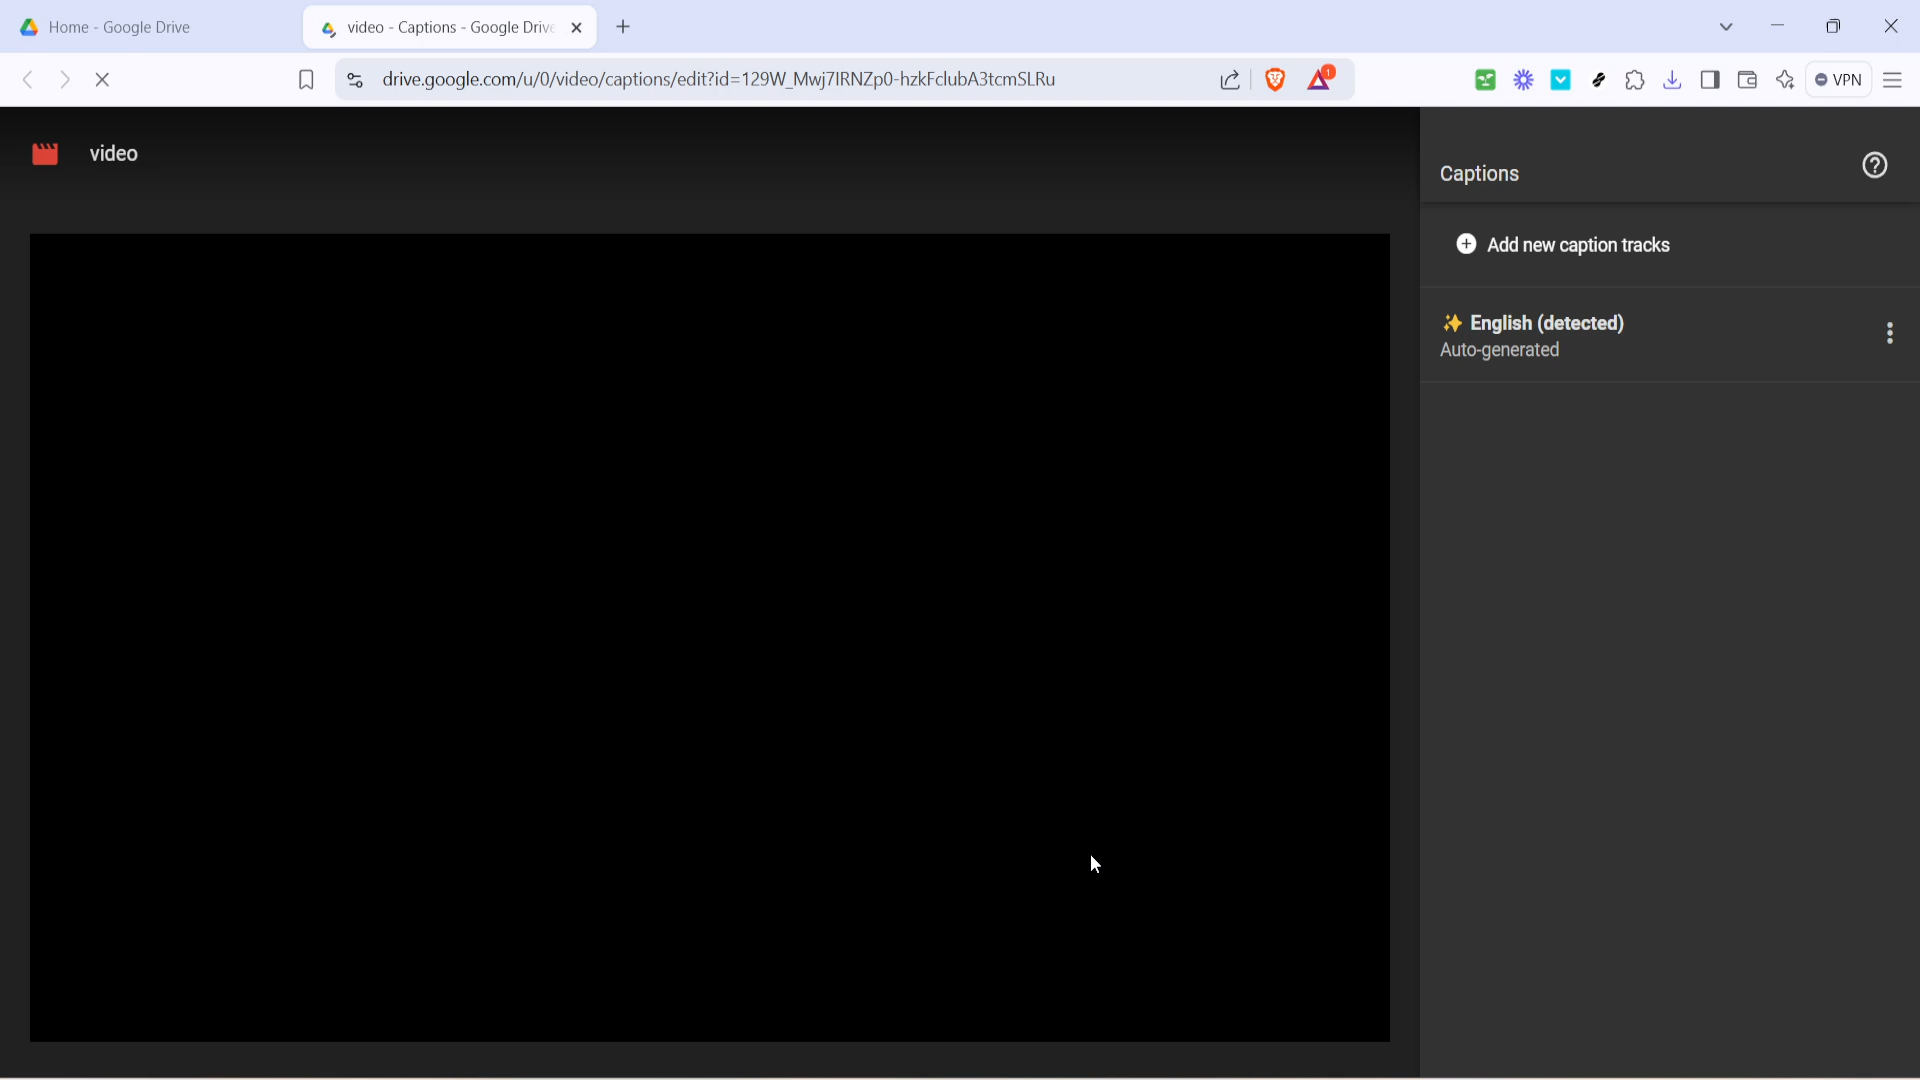 Home - Google Drive
video - Captions - Google Drive
drive.google.com/u/0/video/captions/edit?id=129W_Mwj7IRNZp0-hzkFclubA3tcmSLRu
1
VPN
video
Captions
Add new caption tracks
English (detected)
Auto-generated